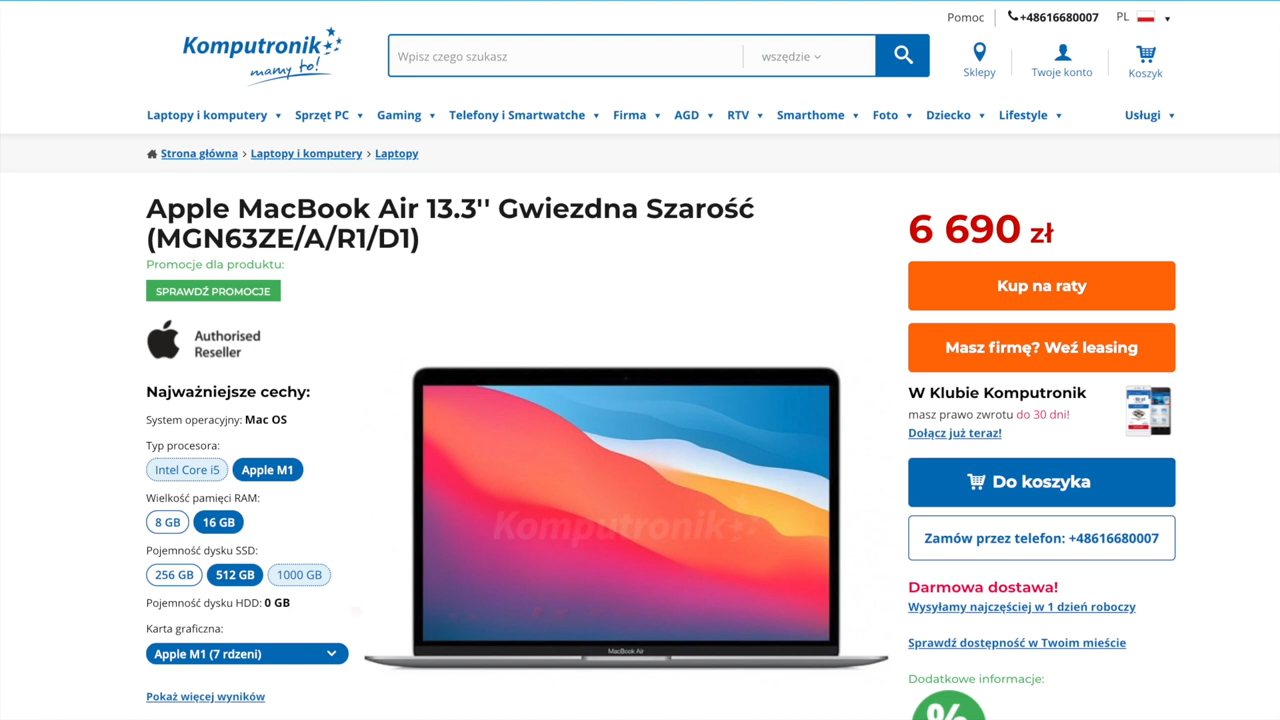 Pomoc
+48616680007
PL
Komputronik
mamy to!
Wpisz czego szukasz
wszędzie
Sklepy
Twoje konto
Koszyk
Laptopy i komputery
Sprzęt PC
Gaming
Telefony i Smartwatche
Firma
AGD
RTV
Smarthome
Foto
Dziecko
Lifestyle
Usługi
Strona główna > Laptopy i komputery > Laptopy
Apple MacBook Air 13.3'' Gwiezdna Szarość
(MGN63ZE/A/R1/D1)
Promocje dla produktu:
SPRAWDŹ PROMOCJE
Authorised
Reseller
Najważniejsze cechy:
System operacyjny: Mac OS
Typ procesora:
Intel Core i5
Apple M1
Wielkość pamięci RAM:
8 GB
16 GB
Pojemność dysku SSD:
256 GB
512 GB
1000 GB
Pojemność dysku HDD: 0 GB
Karta graficzna:
Apple M1 (7 rdzeni)
Pokaż więcej wyników
Komputronik
MacBook Air
6 690 zł
Kup na raty
Masz firmę? Weź leasing
W Klubie Komputronik
masz prawo zwrotu do 30 dni!
Dołącz już teraz!
Do koszyka
Zamów przez telefon: +48616680007
Darmowa dostawa!
Wysyłamy najczęściej w 1 dzień roboczy
Sprawdź dostępność w Twoim mieście
Dodatkowe informacje:
%